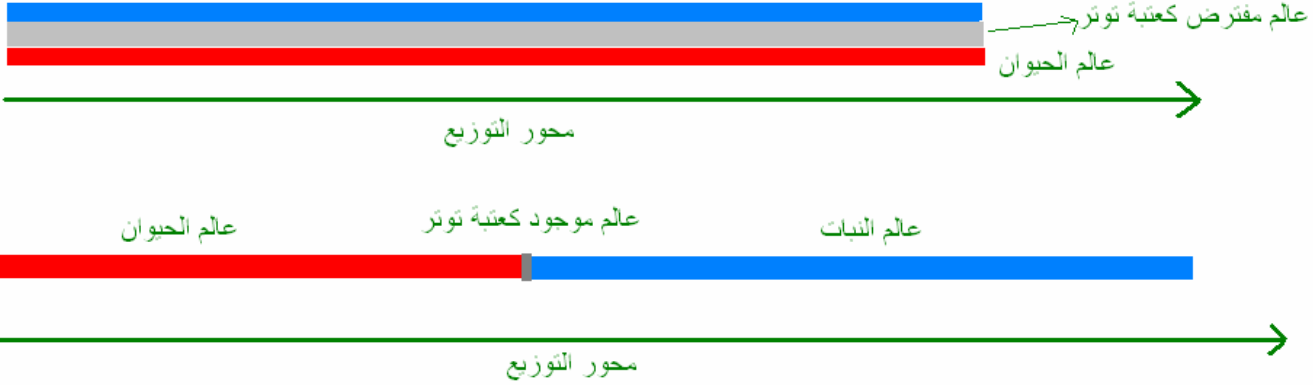 عالم مفترض كعتبة توتر
عالم الحيوان
محور التوزيع
عالم النبات
عالم موجود كعتبة توتر
عالم الحيوان
محور التوزيع